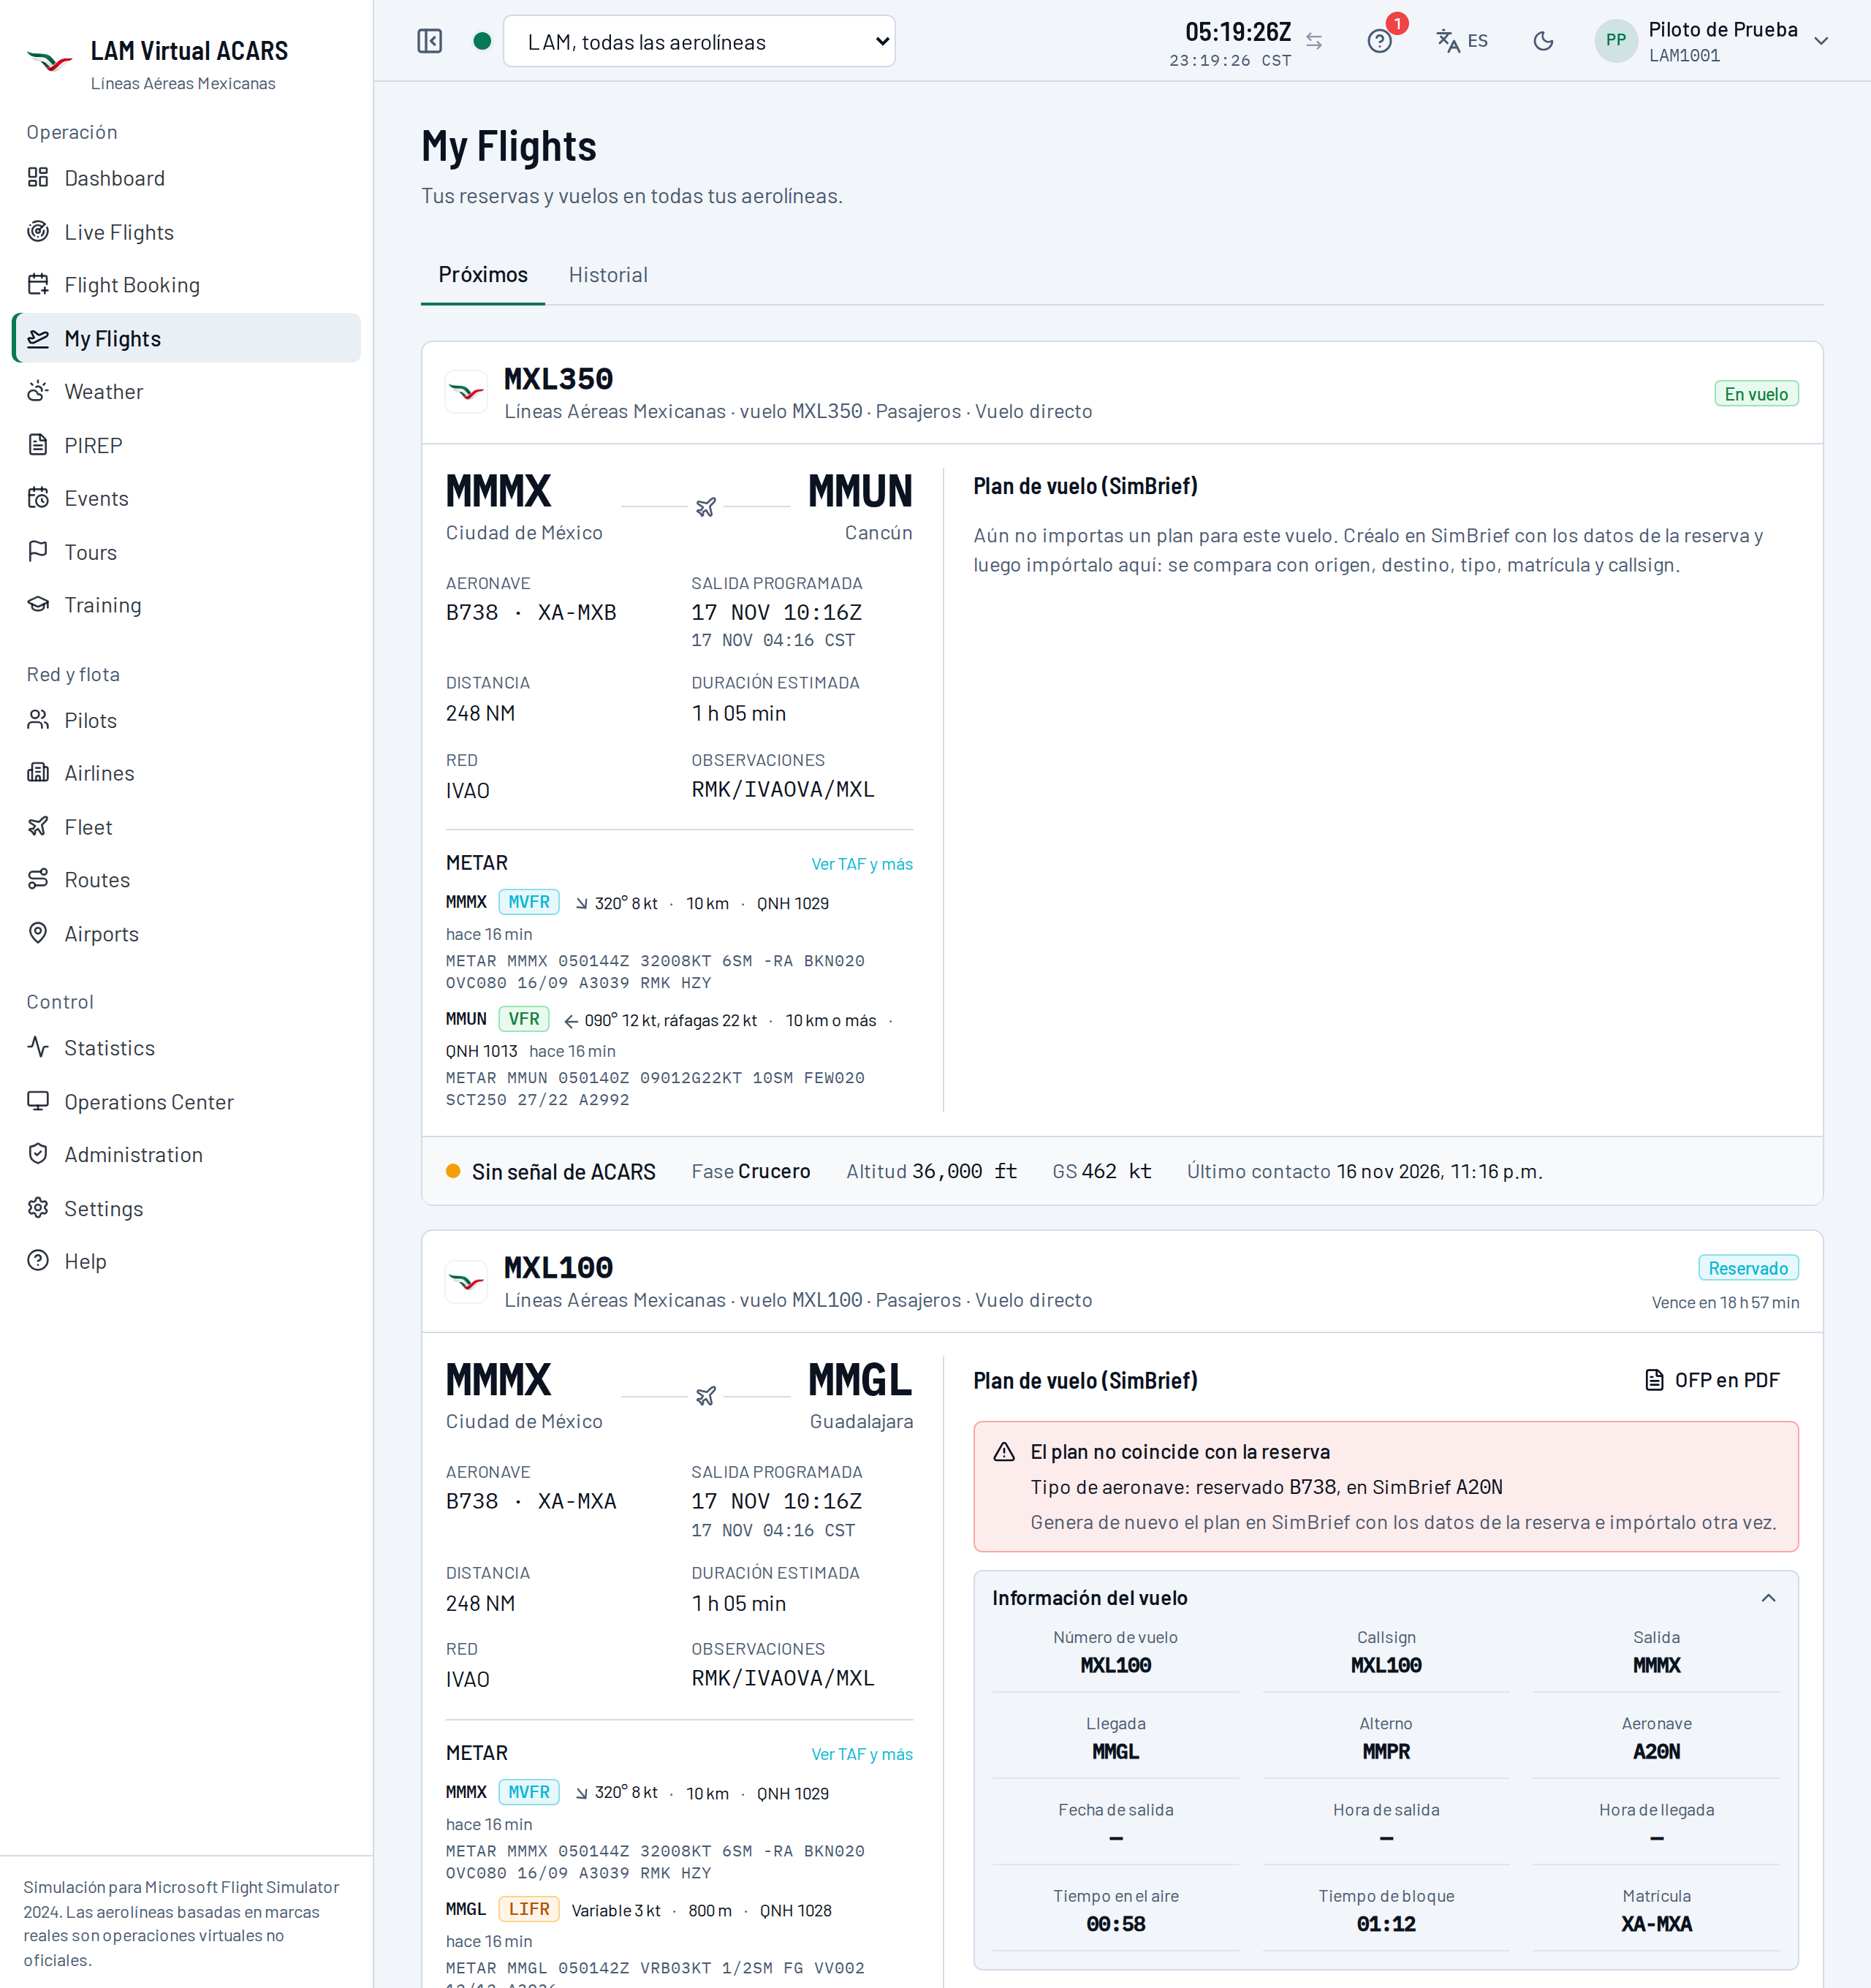 LAM Virtual ACARS
Líneas Aéreas Mexicanas
Operación
Dashboard
Live Flights
Flight Booking
My Flights
Weather
PIREP
Events
Tours
Training
Red y flota
Pilots
Airlines
Fleet
Routes
Airports
Control
Statistics
Operations Center
Administration
Settings
Help
Simulación para Microsoft Flight Simulator
2024. Las aerolíneas basadas en marcas
reales son operaciones virtuales no
oficiales.
LAM, todas las aerolíneas
05:19:26Z
23:19:26 CST
1
ES
PP
Piloto de Prueba
LAM1001
My Flights
Tus reservas y vuelos en todas tus aerolíneas.
Próximos Historial
MXL350
Líneas Aéreas Mexicanas · vuelo MXL350 · Pasajeros · Vuelo directo
En vuelo
MMMX MMUN
Ciudad de México Cancún
AERONAVE SALIDA PROGRAMADA
B738 · XA-MXB 17 NOV 10:16Z
17 NOV 04:16 CST
DISTANCIA DURACIÓN ESTIMADA
248 NM 1 h 05 min
RED OBSERVACIONES
IVAO RMK/IVAOVA/MXL
METAR Ver TAF y más
MMMX MVFR 320° 8 kt · 10 km · QNH 1029
hace 16 min
METAR MMMX 050144Z 32008KT 6SM -RA BKN020
OVC080 16/09 A3039 RMK HZY
MMUN VFR 090° 12 kt, ráfagas 22 kt · 10 km o más ·
QNH 1013 hace 16 min
METAR MMUN 050140Z 09012G22KT 10SM FEW020
SCT250 27/22 A2992
Plan de vuelo (SimBrief)
Aún no importas un plan para este vuelo. Créalo en SimBrief con los datos de la reserva y
luego impórtalo aquí: se compara con origen, destino, tipo, matrícula y callsign.
Sin señal de ACARS Fase Crucero Altitud 36,000 ft GS 462 kt Último contacto 16 nov 2026, 11:16 p.m.
MXL100
Líneas Aéreas Mexicanas · vuelo MXL100 · Pasajeros · Vuelo directo
Reservado
Vence en 18 h 57 min
MMMX MMGL
Ciudad de México Guadalajara
AERONAVE SALIDA PROGRAMADA
B738 · XA-MXA 17 NOV 10:16Z
17 NOV 04:16 CST
DISTANCIA DURACIÓN ESTIMADA
248 NM 1 h 05 min
RED OBSERVACIONES
IVAO RMK/IVAOVA/MXL
METAR Ver TAF y más
MMMX MVFR 320° 8 kt · 10 km · QNH 1029
hace 16 min
METAR MMMX 050144Z 32008KT 6SM -RA BKN020
OVC080 16/09 A3039 RMK HZY
MMGL LIFR Variable 3 kt · 800 m · QNH 1028
hace 16 min
METAR MMGL 050142Z VRB03KT 1/2SM FG VV002
Plan de vuelo (SimBrief) OFP en PDF
El plan no coincide con la reserva
Tipo de aeronave: reservado B738, en SimBrief A20N
Genera de nuevo el plan en SimBrief con los datos de la reserva e impórtalo otra vez.
Información del vuelo
Número de vuelo Callsign Salida
MXL100 MXL100 MMMX
Llegada Alterno Aeronave
MMGL MMPR A20N
Fecha de salida Hora de salida Hora de llegada
— — —
Tiempo en el aire Tiempo de bloque Matrícula
00:58 01:12 XA-MXA